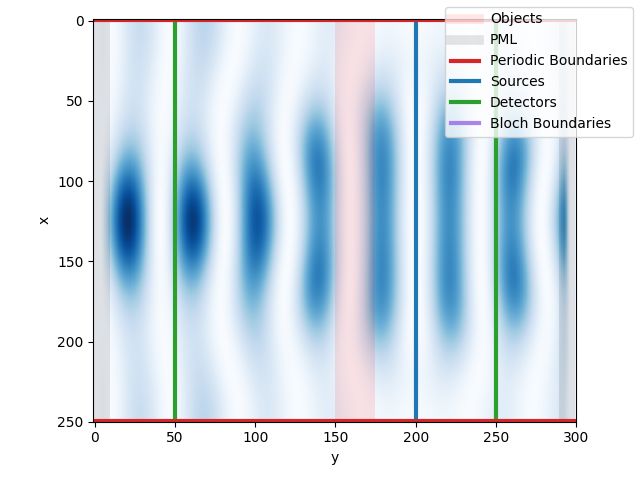 Objects
PML
Periodic Boundaries
Sources
Detectors
Bloch Boundaries
0
50
100
150
200
250
x
0
50
100
150
200
250
300
y